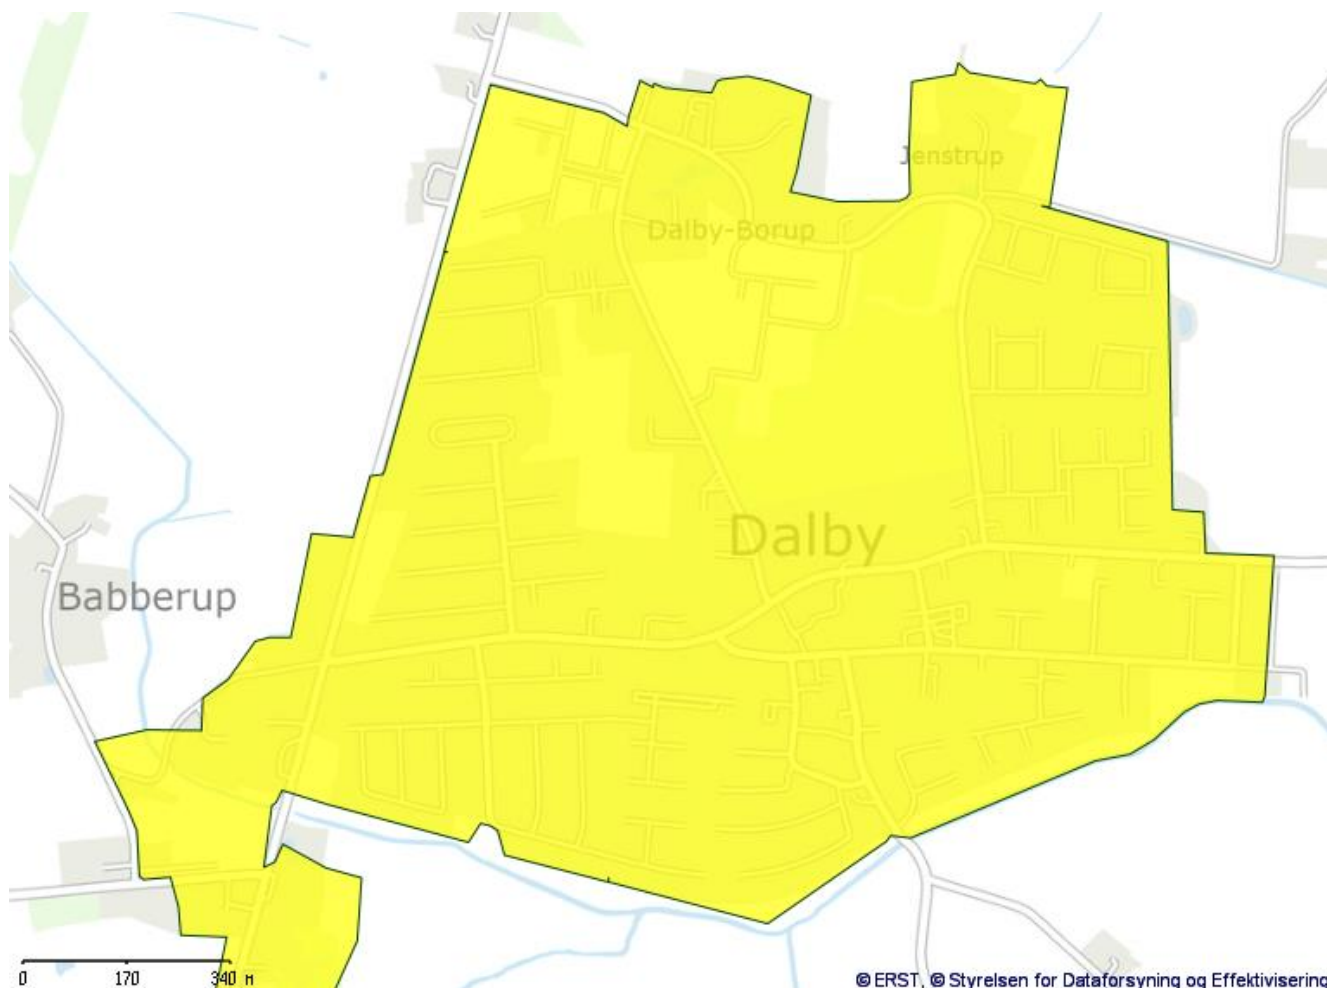 Jenstrup
Dalby-Borup
Dalby
Babberup
0 170 340 м
© ERST, © Styrelsen for Dataforsyning og Effektivisering